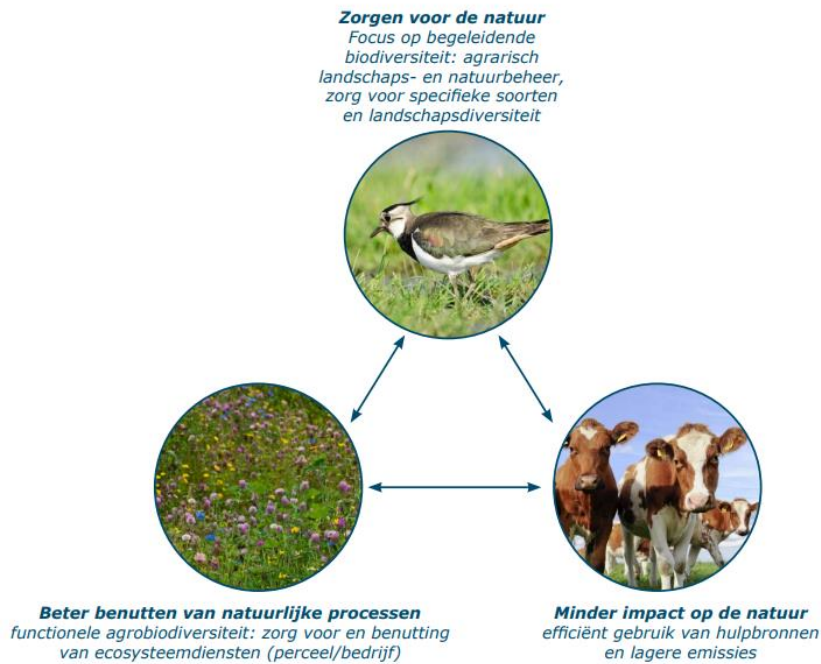 Zorgen voor de natuur
Focus op begeleidende
biodiversiteit: agrarisch
landschaps- en natuurbeheer,
zorg voor specifieke soorten
en landschapsdiversiteit
Beter benutten van natuurlijke processen
functionele agrobiodiversiteit: zorg voor en benutting
van ecosysteemdiensten (perceel/bedrijf)
Minder impact op de natuur
efficiënt gebruik van hulpbronnen
en lagere emissies